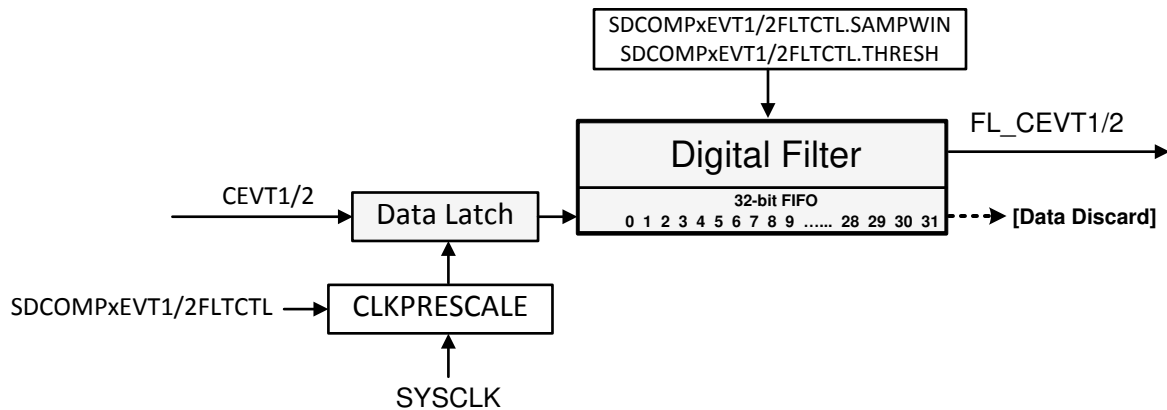 SDCOMPxEVT1/2FLTCTL.SAMPWIN
SDCOMPxEVT1/2FLTCTL.THRESH
FL_CEVT1/2
Digital Filter
CEVT1/2
Data Latch
32-bit FIFO
0 1 2 3 4 5 6 7 8 9 …... 28 29 30 31
[Data Discard]
SDCOMPxEVT1/2FLTCTL
CLKPRESCALE
SYSCLK